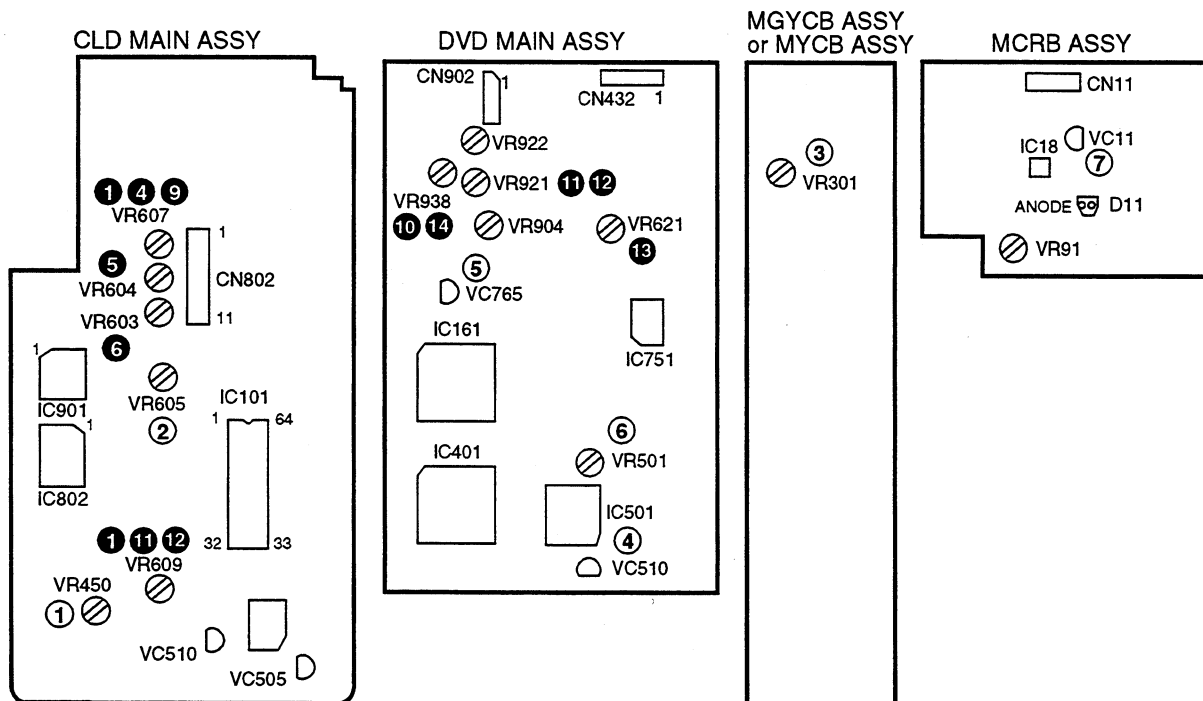 CLD MAIN ASSY
1 4 9
VR607
1
5
VR604
CN802
VR603
11
6
1
IC901
VR605
2
IC101
1 64
1
IC802
32 33
1 11 12
VR609
VR450
1
VC510
VC505
DVD MAIN ASSY
CN902
1
CN432 1
VR922
VR921 11 12
VR938
10 14
VR904
VR621
13
5
VC765
IC161
IC751
6
VR501
IC401
IC501
4
VC510
MGYCB ASSY
or MYCB ASSY
3
VR301
MCRB ASSY
CN11
VC11
IC18
7
ANODE D11
VR91